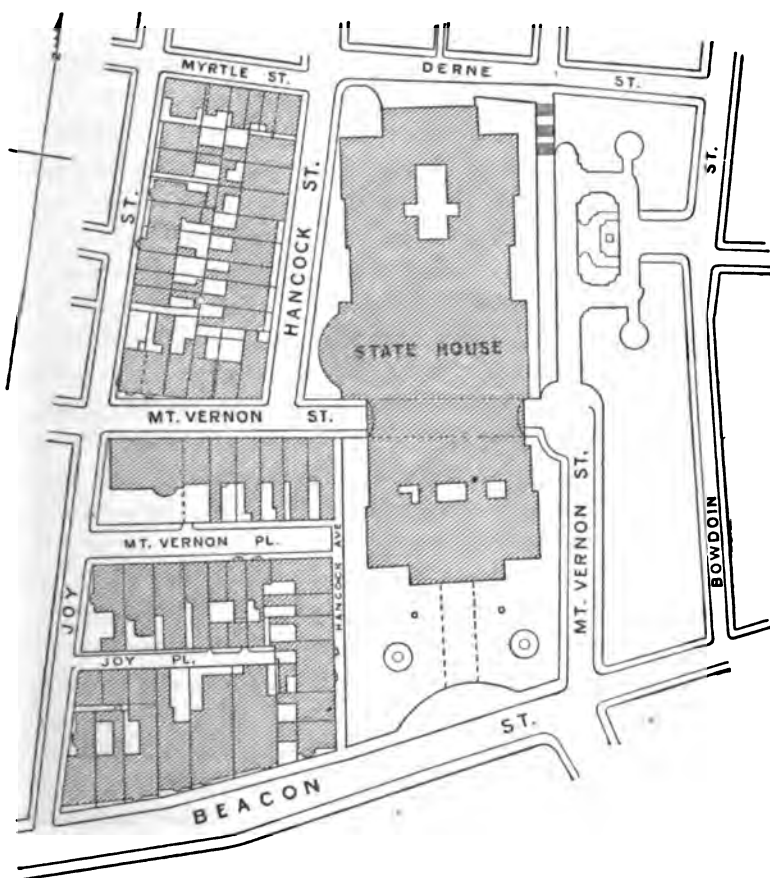 MYRTLE ST.
DERNE ST.
ST.
ST.
HANCOCK ST.
STATE HOUSE
MT. VERNON ST.
MT. VERNON ST.
BOWDOIN
MT. VERNON PL.
HANCOCK AVE
JOY
JOY PL.
BEACON ST.